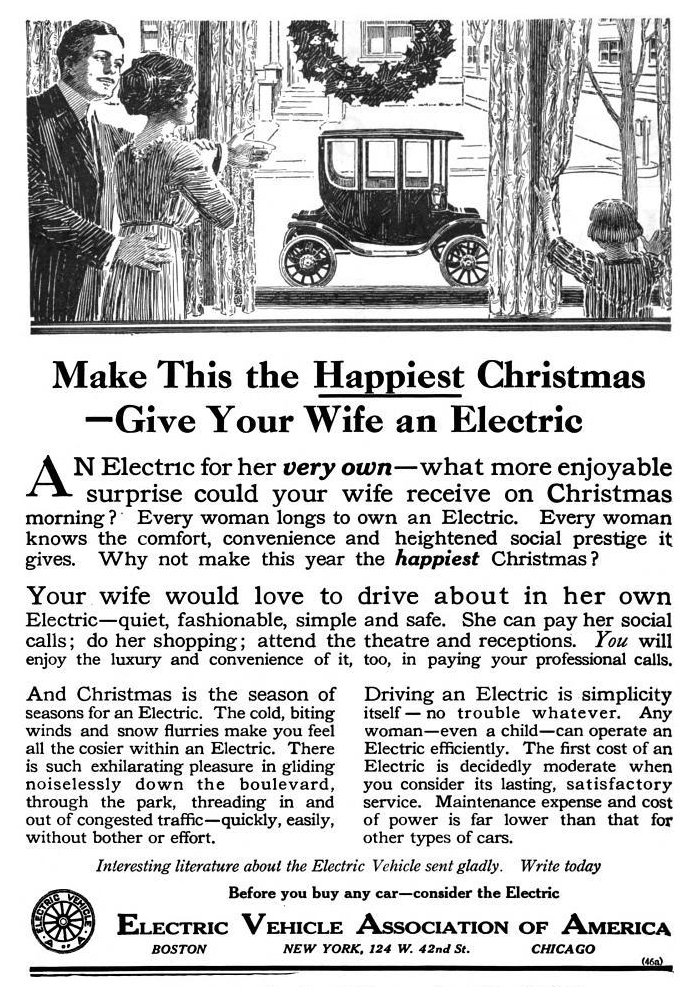 Make This the Happiest Christmas
—Give Your Wife an Electric
AN Electric for her very own—what more enjoyable
surprise could your wife receive on Christmas
morning? Every woman longs to own an Electric. Every woman
knows the comfort, convenience and heightened social prestige it
gives. Why not make this year the happiest Christmas?
Your wife would love to drive about in her own
Electric—quiet, fashionable, simple and safe. She can pay her social
calls; do her shopping; attend the theatre and receptions. You will
enjoy the luxury and convenience of it, too, in paying your professional calls.
And Christmas is the season of
seasons for an Electric. The cold, biting
winds and snow flurries make you feel
all the cosier within an Electric. There
is such exhilarating pleasure in gliding
noiselessly down the boulevard,
through the park, threading in and
out of congested traffic—quickly, easily,
without bother or effort.
Driving an Electric is simplicity
itself—no trouble whatever. Any
woman—even a child—can operate an
Electric efficiently. The first cost of an
Electric is decidedly moderate when
you consider its lasting, satisfactory
service. Maintenance expense and cost
of power is far lower than that for
other types of cars.
Interesting literature about the Electric Vehicle sent gladly. Write today
Before you buy any car—consider the Electric
ELECTRIC VEHICLE
A OF A
ELECTRIC VEHICLE ASSOCIATION OF AMERICA
BOSTON NEW YORK, 124 W. 42nd St. CHICAGO
(46a)